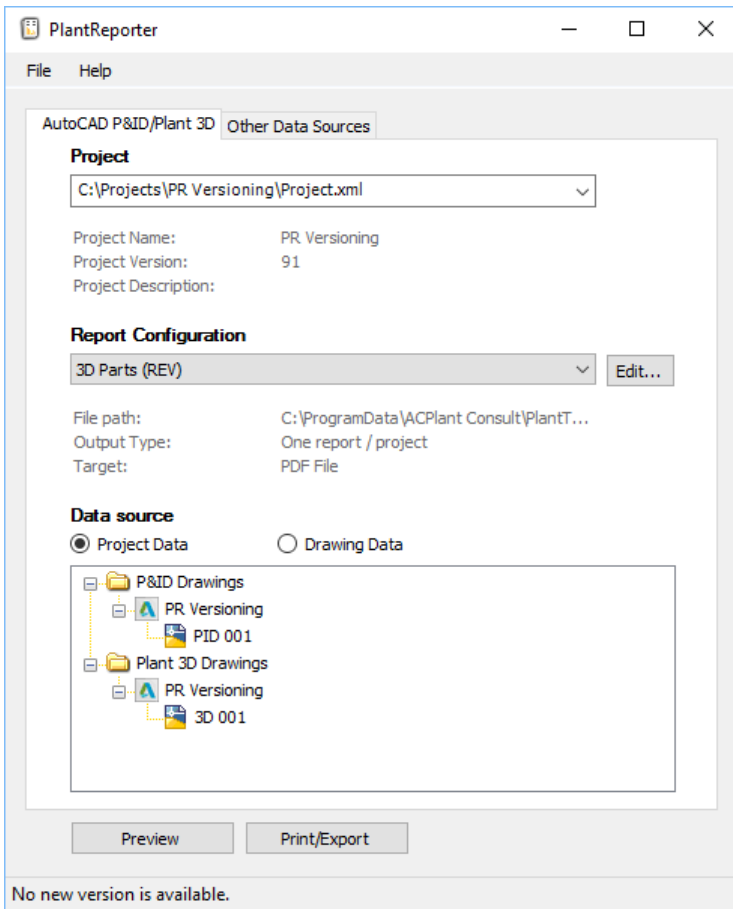 PlantReporter
File Help
AutoCAD P&ID/Plant 3D Other Data Sources
Project
C:\Projects\PR Versioning\Project.xml
Project Name: PR Versioning
Project Version: 91
Project Description:
Report Configuration
3D Parts (REV) Edit...
File path: C:\ProgramData\ACPlant Consult\PlantT...
Output Type: One report / project
Target: PDF File
Data source
Project Data Drawing Data
P&ID Drawings
PR Versioning
PID 001
Plant 3D Drawings
PR Versioning
3D 001
Preview Print/Export
No new version is available.